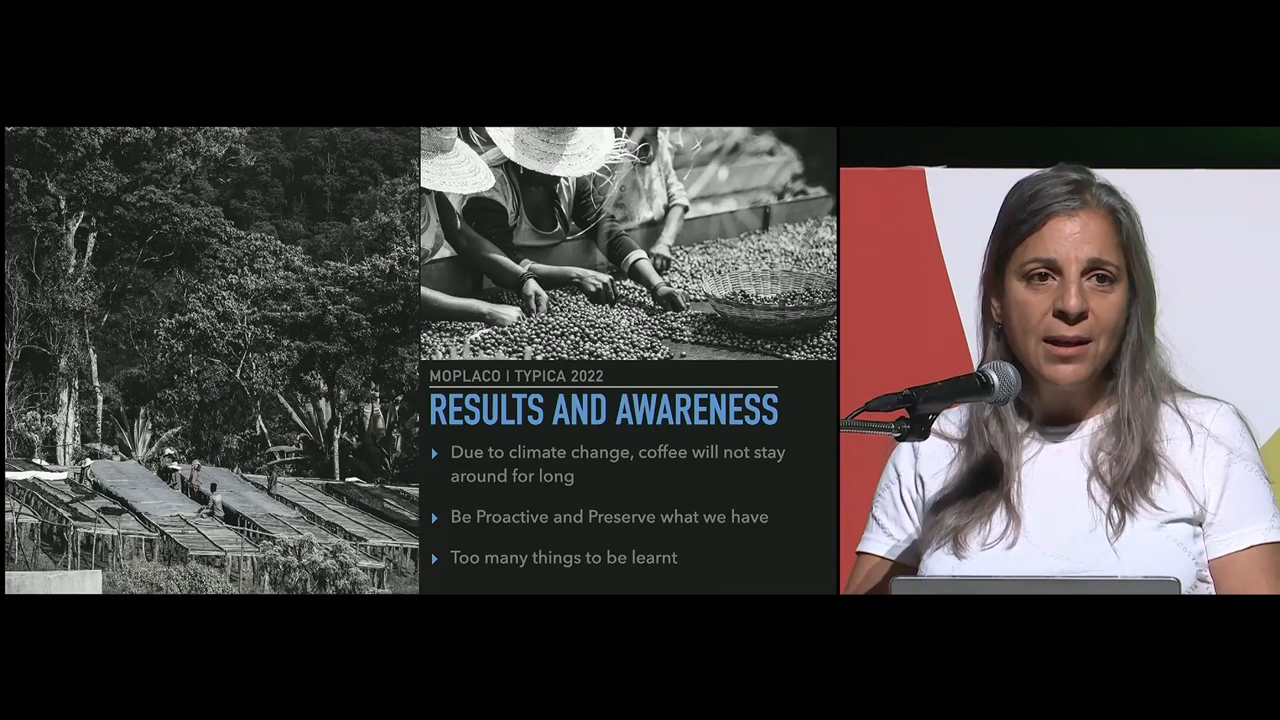 MOPLACO | TYPICA 2022
RESULTS AND AWARENESS
Due to climate change, coffee will not stay
around for long
Be Proactive and Preserve what we have
Too many things to be learnt